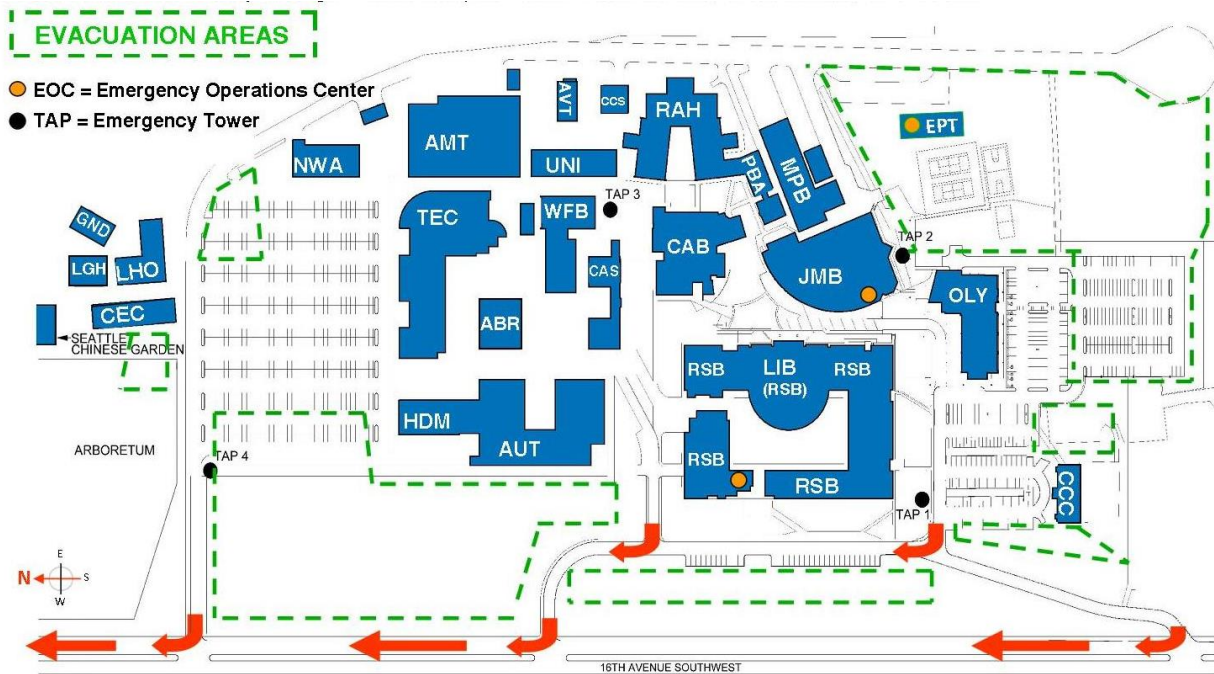 EVACUATION AREAS
EOC = Emergency Operations Center
TAP = Emergency Tower
AVT
CCS
RAH
EPT
AMT
NWA
UNI
PBA
MPB
TAP 3
GND
TEC
WFB
CAB
TAP 2
LGH
LHO
CAS
JMB
OLY
CEC
ABR
SEATTLE
CHINESE GARDEN
RSB
LIB
(RSB)
RSB
HDM
AUT
ARBORETUM
TAP 4
RSB
RSB
CCC
TAP 1
E
N
S
W
16TH AVENUE SOUTHWEST